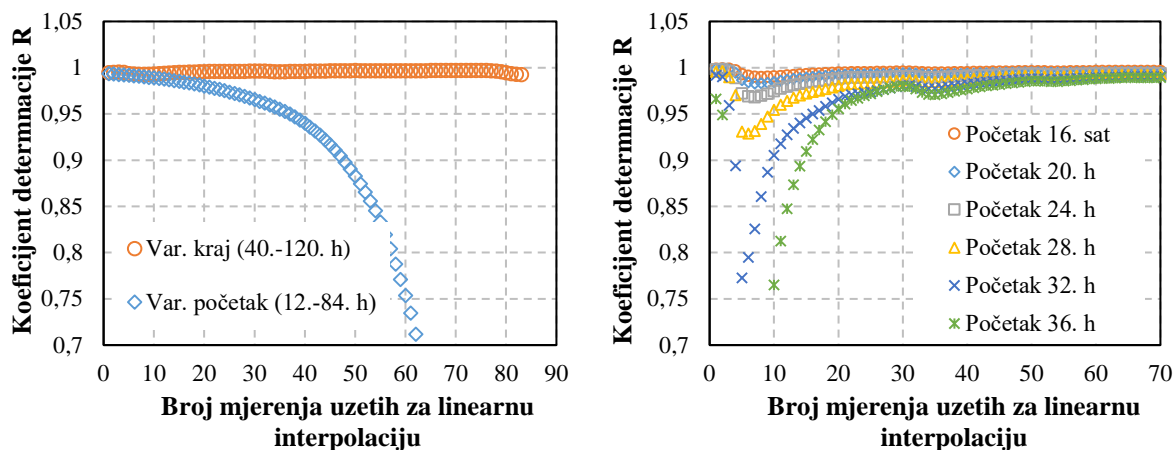 Koeficijent determnacije R
1,05
1
0,95
0,9
0,85
0,8
0,75
0,7
Var. kraj (40.-120. h)
Var. početak (12.-84. h)
0 10 20 30 40 50 60 70 80 90
Broj mjerenja uzetih za linearnu
interpolaciju
Koeficijent determnacije R
1,05
1
0,95
0,9
0,85
0,8
0,75
0,7
Početak 16. sat
Početak 20. h
Početak 24. h
Početak 28. h
Početak 32. h
Početak 36. h
0 10 20 30 40 50 60 70
Broj mjerenja uzetih za linearnu
interpolaciju